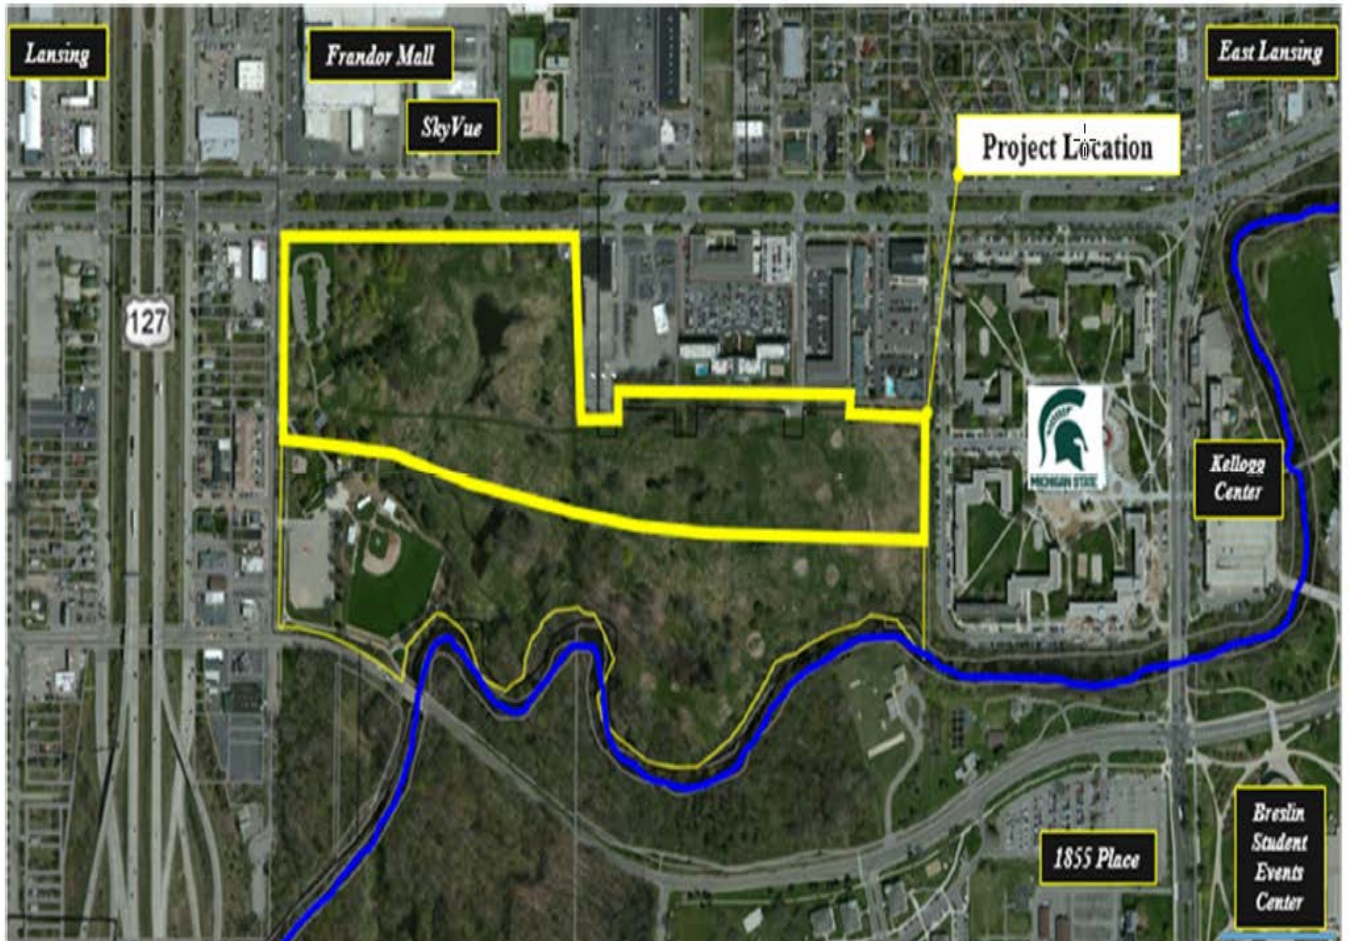 Lansing
Frandor Mall
East Lansing
SkyVue
Project Location
127
MICHIGAN STATE
Kellogg
Center
1855 Place
Breslin
Student
Events
Center